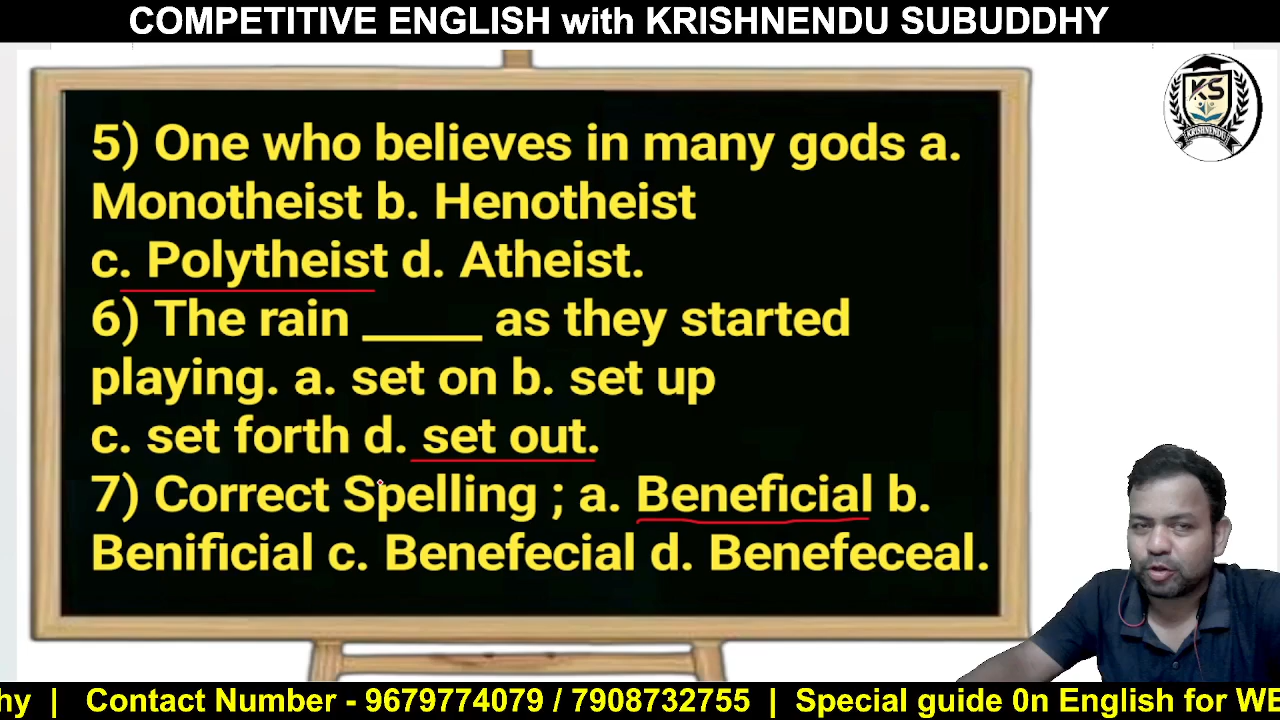 COMPETITIVE ENGLISH with KRISHNENDU SUBUDDHY
KS
KRISHNENDU
5) One who believes in many gods a.
Monotheist b. Henotheist
c. Polytheist d. Atheist.
6) The rain _____ as they started
playing. a. set on b. set up
c. set forth d. set out.
7) Correct Spelling ; a. Beneficial b.
Benificial c. Benefecial d. Benefeceal.
hy | Contact Number - 9679774079 / 7908732755 | Special guide 0n English for WE